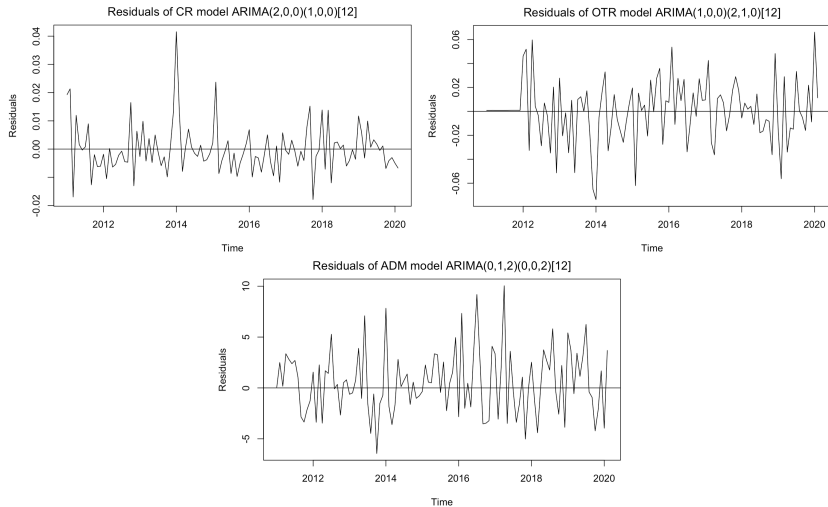 Residuals of CR model ARIMA(2,0,0)(1,0,0)[12]
Residuals
0.04
0.03
0.02
0.01
0.00
-0.02
2012 2014 2016 2018 2020
Time
Residuals of OTR model ARIMA(1,0,0)(2,1,0)[12]
Residuals
0.06
0.02
-0.02
-0.06
2012 2014 2016 2018 2020
Time
Residuals of ADM model ARIMA(0,1,2)(0,0,2)[12]
Residuals
10
5
0
-5
2012 2014 2016 2018 2020
Time